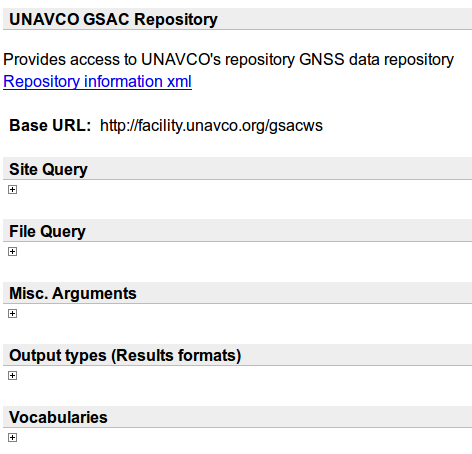 UNAVCO GSAC Repository
Provides access to UNAVCO's repository GNSS data repository
Repository information xml
Base URL: http://facility.unavco.org/gsacws
Site Query
File Query
Misc. Arguments
Output types (Results formats)
Vocabularies